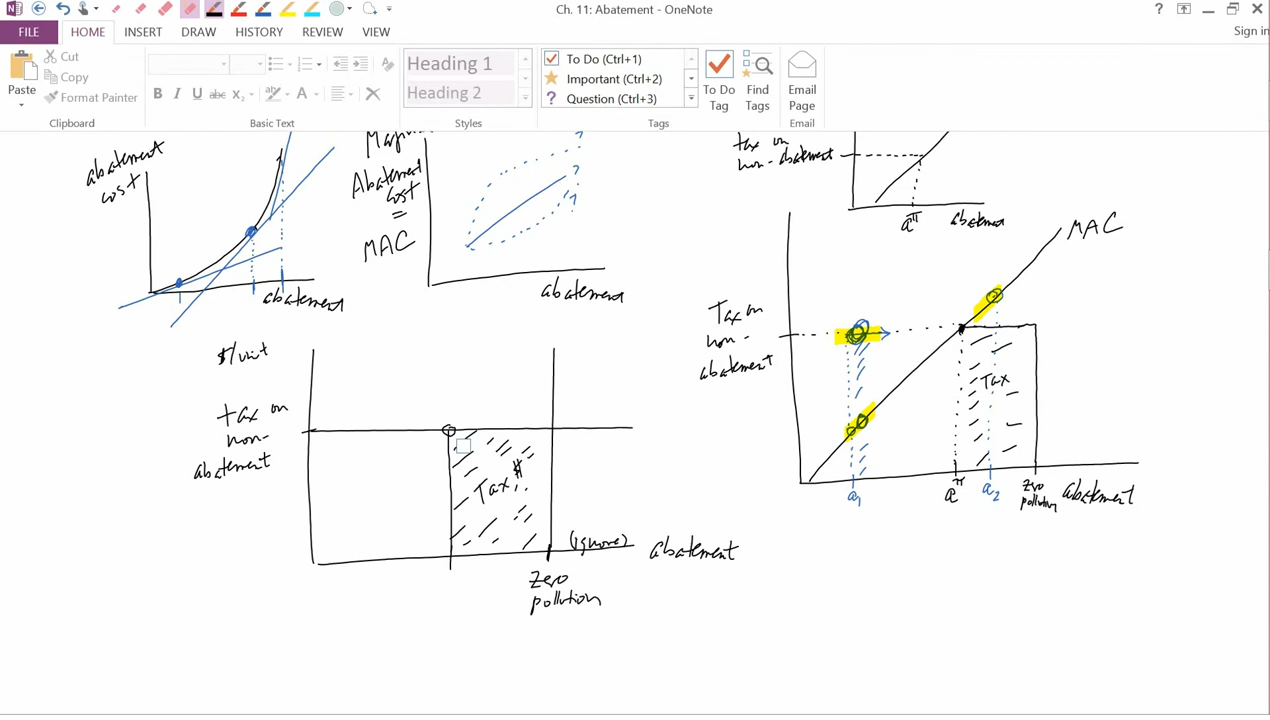 Ch. 11: Abatement - OneNote
?
FILE
HOME
INSERT
DRAW
HISTORY
REVIEW
VIEW
Sign in
Paste
Cut
Copy
Format Painter
Clipboard
B I U abc X₂ A
Basic Text
Heading 1
Heading 2
Styles
To Do (Ctrl+1)
Important (Ctrl+2)
? Question (Ctrl+3)
To Do
Tag
Find
Tags
Tags
Email
Page
Email
abatement
cost
abatement
Abatement
cost
=
MAC
abatement
tax on
non-abatement
aπ
abatement
MAC
Tax on
non-
abatement
Tax
a1
aπ
a2
zero
pollution
abatement
$/unit
tax on
non-
abatement
Tax $
(ignore)
abatement
Zero
pollution